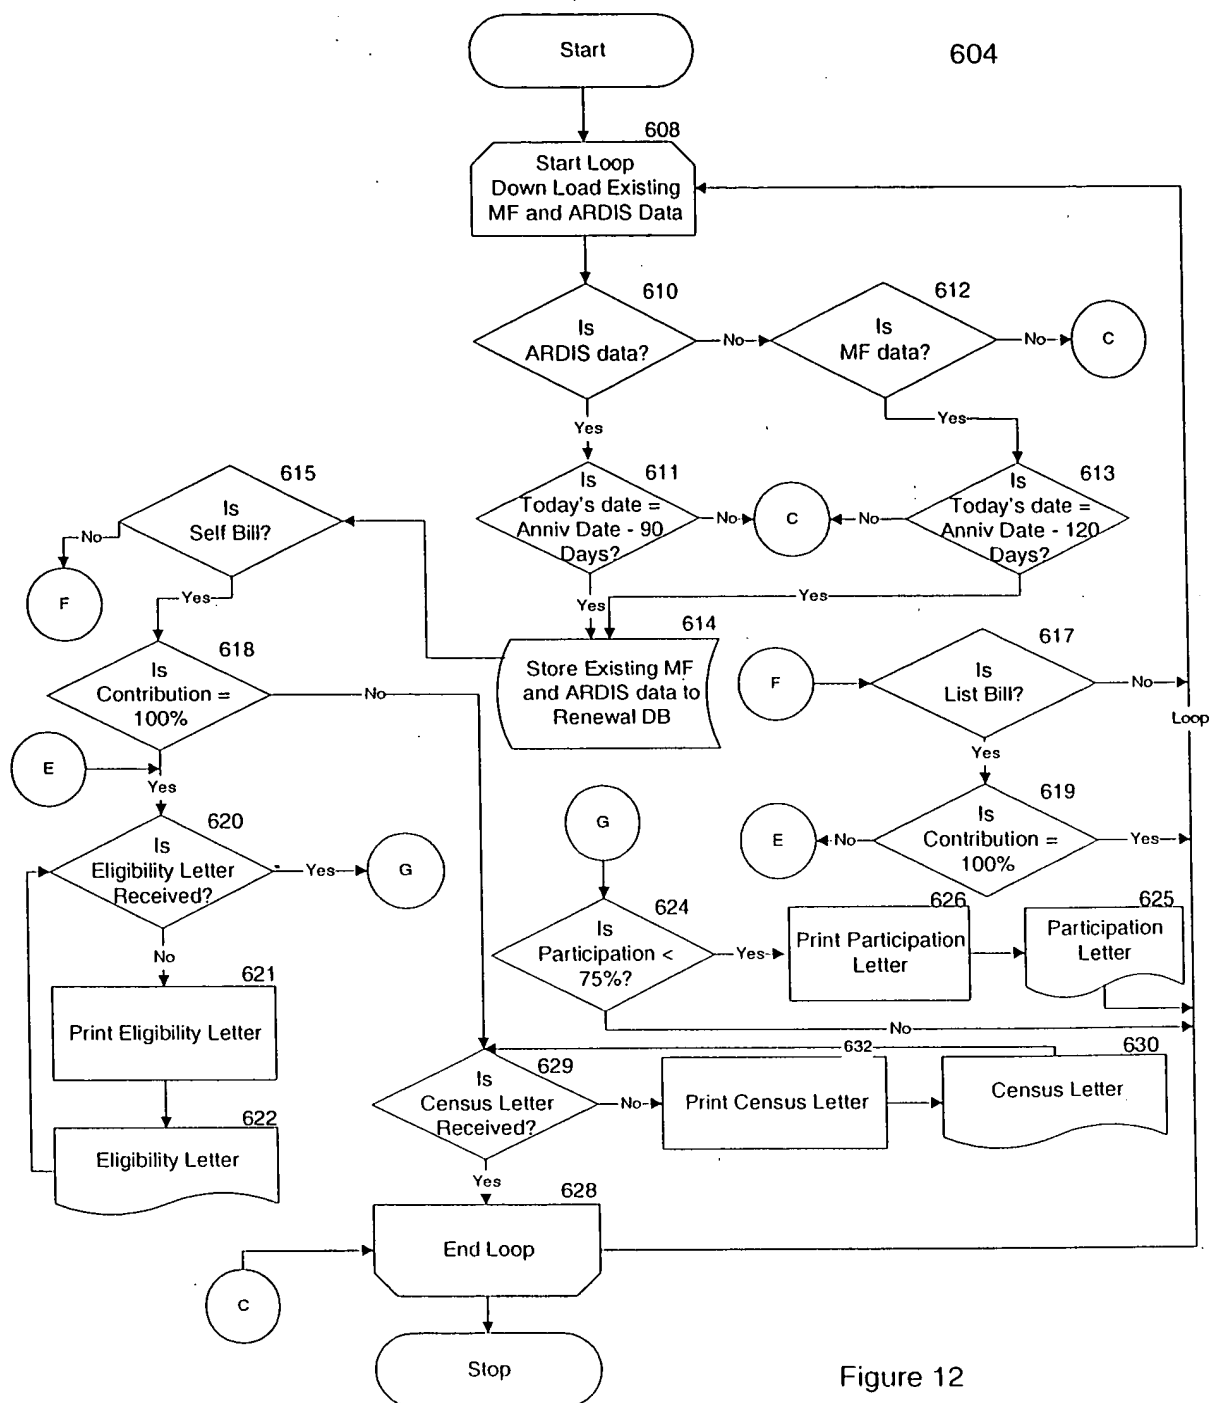 Start
604
608
Start Loop
Down Load Existing
MF and ARDIS Data
610
Is
ARDIS data?
No
612
Is
MF data?
No
C
Yes
Yes
615
Is
Self Bill?
No
F
Yes
611
Is
Today's date =
Anniv Date - 90
Days?
No
C
No
613
Is
Today's date =
Anniv Date - 120
Days?
Yes
Yes
614
Store Existing MF
and ARDIS data to
Renewal DB
618
Is
Contribution =
100%
No
F
617
Is
List Bill?
No
Loop
Yes
E
Yes
620
Is
Eligibility Letter
Received?
Yes
G
No
G
E
No
619
Is
Contribution =
100%
Yes
624
Is
Participation <
75%?
Yes
626
Print Participation
Letter
625
Participation
Letter
No
621
Print Eligibility Letter
622
Eligibility Letter
629
Is
Census Letter
Received?
No
632
Print Census Letter
630
Census Letter
Yes
628
End Loop
C
Stop
Figure 12